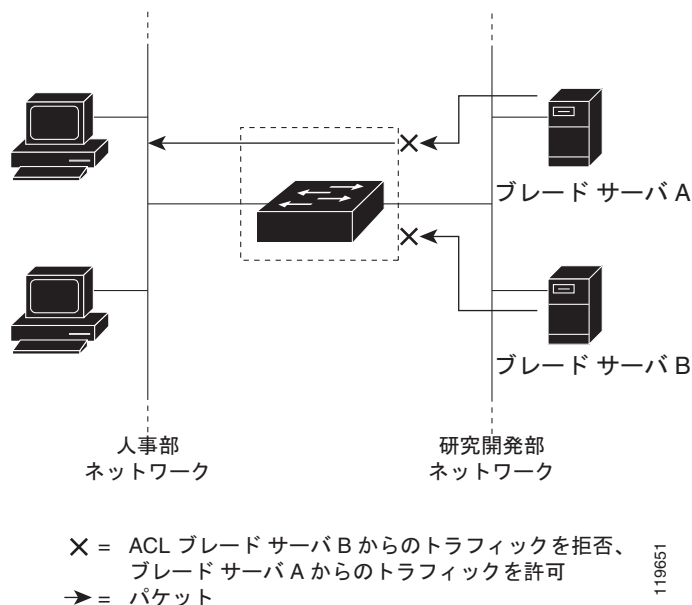 ブレード サーバ A
ブレード サーバ B
人事部
ネットワーク
研究開発部
ネットワーク
X = ACL ブレード サーバ B からのトラフィックを拒否、
ブレード サーバ A からのトラフィックを許可
→ = パケット
119651